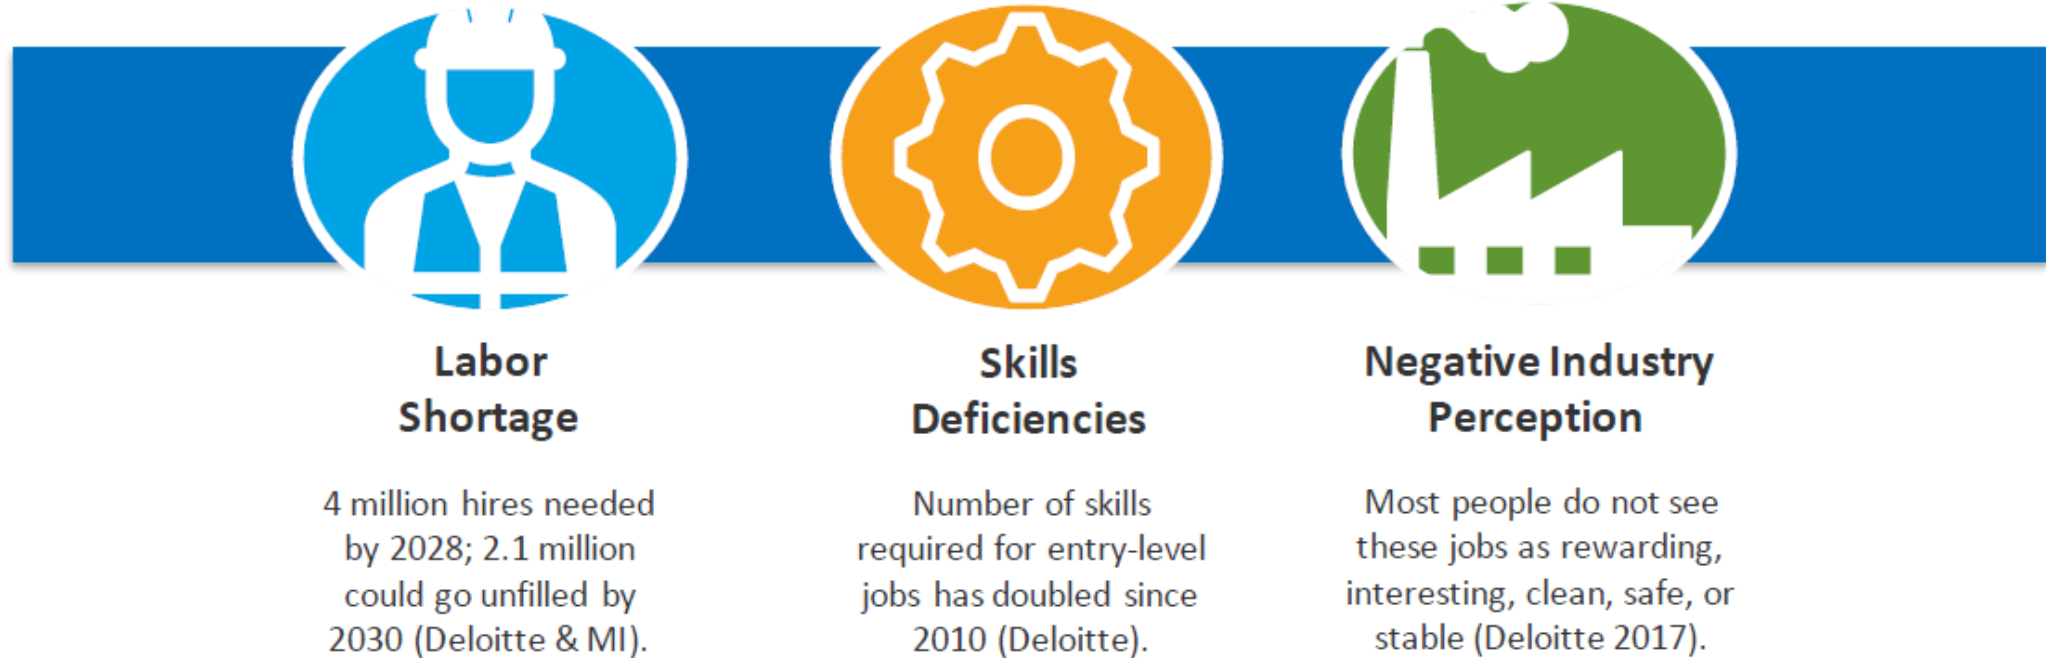 Labor
Shortage
4 million hires needed
by 2028; 2.1 million
could go unfilled by
2030 (Deloitte & MI).
Skills
Deficiencies
Number of skills
required for entry-level
jobs has doubled since
2010 (Deloitte).
Negative Industry
Perception
Most people do not see
these jobs as rewarding,
interesting, clean, safe, or
stable (Deloitte 2017).